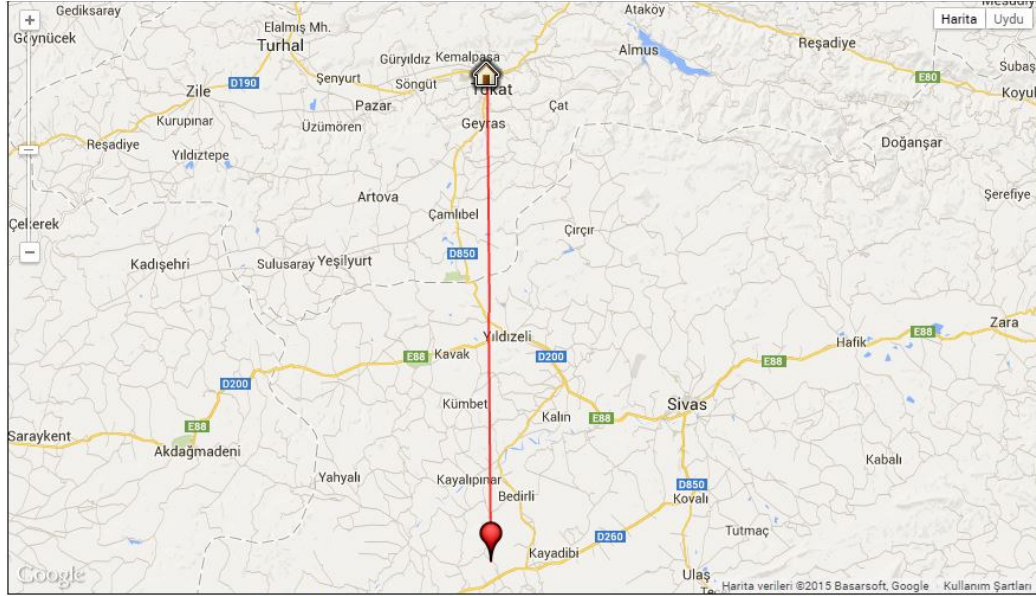 Gediksaray
Ataköy
Harita
Uydu
Elalmış Mh.
Göynücek
Turhal
Reşadiye
Almus
Güryıldız
Kemalpaşa
E80
Şenyurt
D190
Söngüt
Tokat
Zile
Pazar
Çat
Kurupınar
Üzümören
Geyras
Reşadiye
Doğanşar
Yıldıztepe
Artova
Şerefiye
Çamlıbel
Çekerek
Çırçır
D850
Kadışehri
Sulusaray
Yeşilyurt
Zara
Yıldızeli
E88
Hafik
E88
Kavak
D200
E88
D200
Kümbet
Sivas
Kalın
E88
E88
Saraykent
Akdağmadeni
Kabalı
Yahyalı
Kayalıpınar
D850
Bedirli
Kovalı
Tutmaç
D260
Kayadibi
Ulaş
Google
Harita verileri ©2015 Basarsoft, Google
Kullanım Şartları